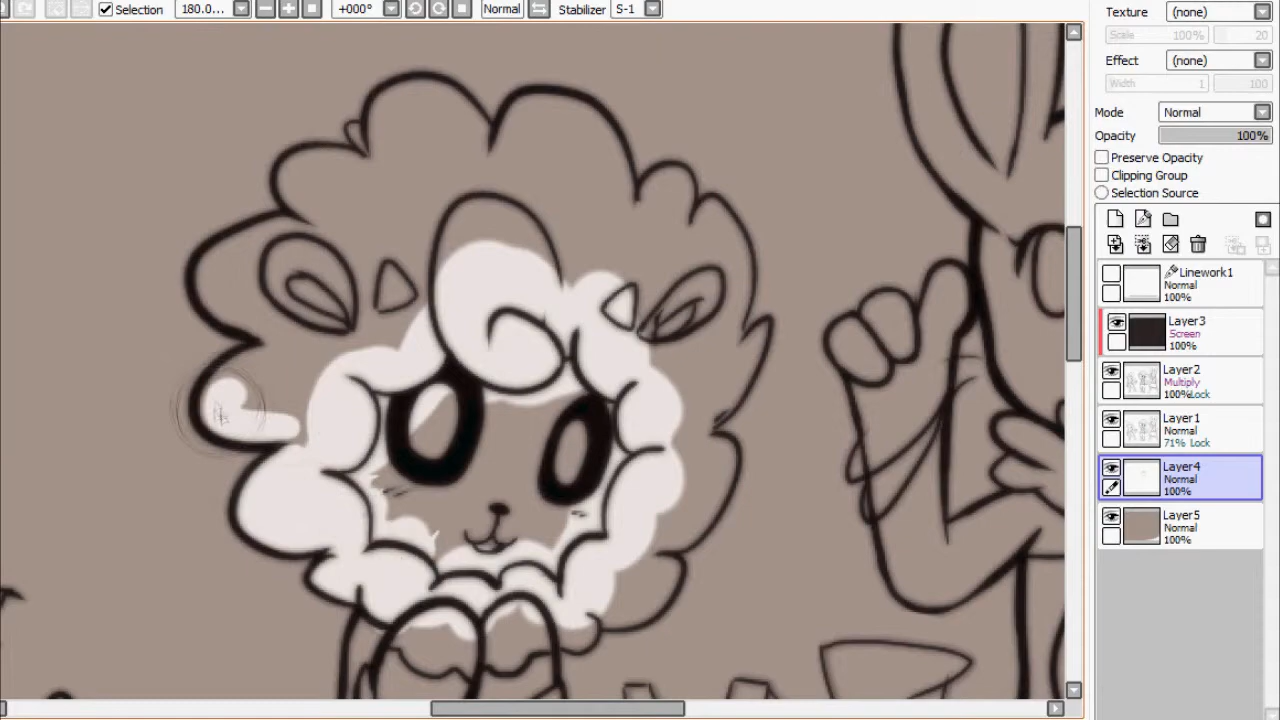 Selection 180.0... +000° Normal Stabilizer S-1
Texture (none)
Scale 100% 20
Effect (none)
Width 1 100
Mode Normal
Opacity 100%
Preserve Opacity
Clipping Group
Selection Source
Linework1
Normal
100%
Layer3
Screen
100%
Layer2
Multiply
100%Lock
Layer1
Normal
71% Lock
Layer4
Normal
100%
Layer5
Normal
100%